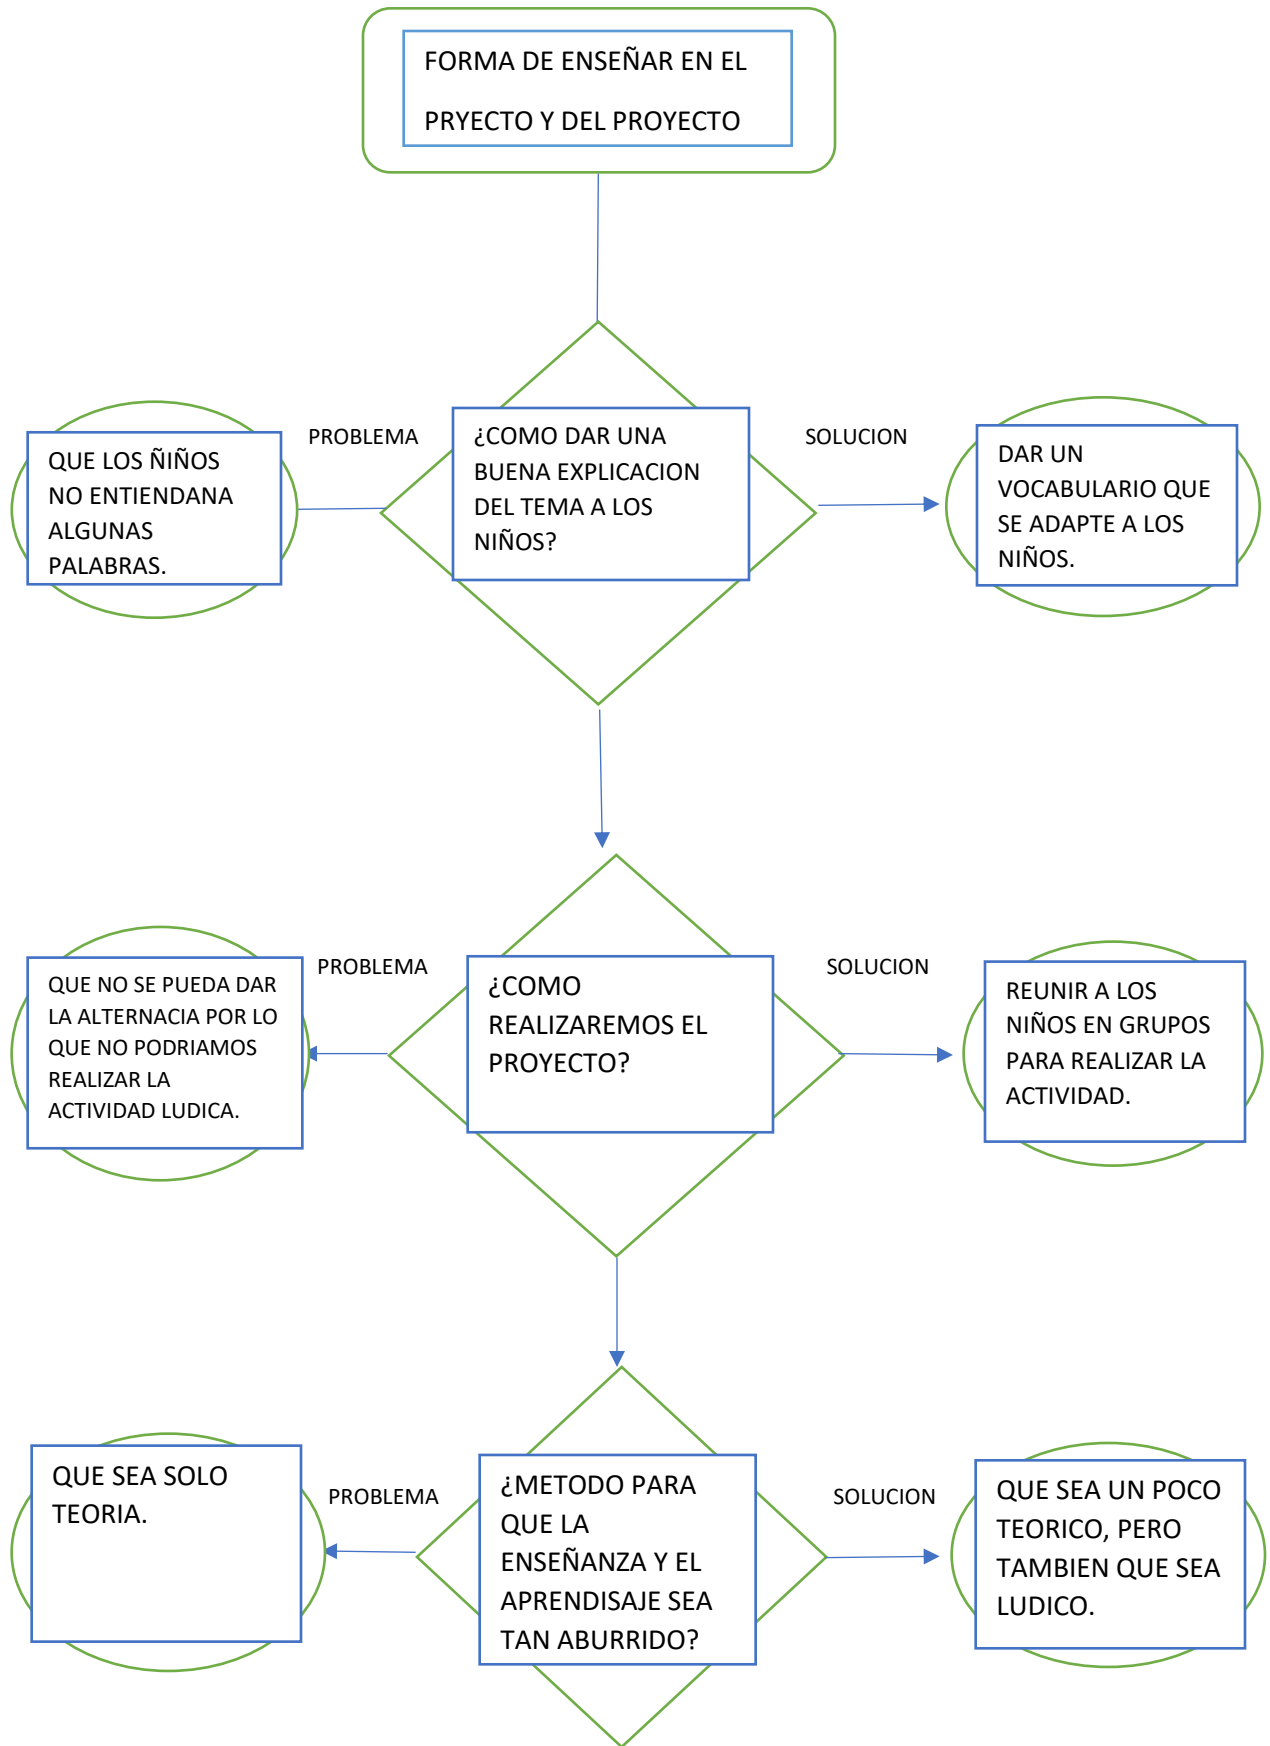 FORMA DE ENSEÑAR EN EL
PRYECTO Y DEL PROYECTO
PROBLEMA
SOLUCION
QUE LOS ÑIÑOS
NO ENTIENDANA
ALGUNAS
PALABRAS.
¿COMO DAR UNA
BUENA EXPLICACION
DEL TEMA A LOS
NIÑOS?
DAR UN
VOCABULARIO QUE
SE ADAPTE A LOS
NIÑOS.
PROBLEMA
SOLUCION
QUE NO SE PUEDA DAR
LA ALTERNACIA POR LO
QUE NO PODRIAMOS
REALIZAR LA
ACTIVIDAD LUDICA.
¿COMO
REALIZAREMOS EL
PROYECTO?
REUNIR A LOS
NIÑOS EN GRUPOS
PARA REALIZAR LA
ACTIVIDAD.
PROBLEMA
SOLUCION
QUE SEA SOLO
TEORIA.
¿METODO PARA
QUE LA
ENSEÑANZA Y EL
APRENDISAJE SEA
TAN ABURRIDO?
QUE SEA UN POCO
TEORICO, PERO
TAMBIEN QUE SEA
LUDICO.